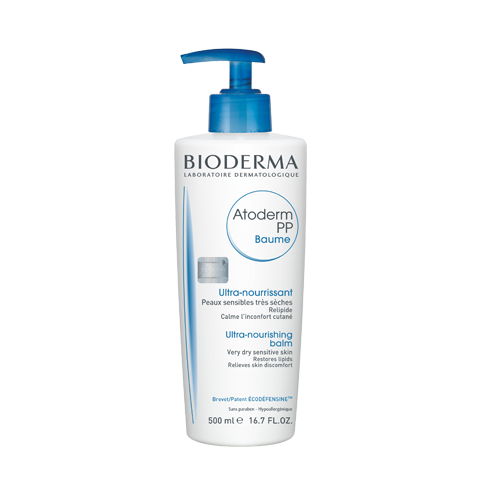 BIODERMA
LABORATOIRE DERMATOLOGIQUE
Atoderm
PP
Baume
Ultra-nourrissant
Peaux sensibles très sèches
Relipide
Calme l'inconfort cutané
Ultra-nourishing
balm
Very dry sensitive skin
Restores lipids
Relieves skin discomfort
Brevet/Patent ECODÉFENSINE™
Sans paraben - Hypoallergénique
500 ml ℮ 16.7 FL.OZ.